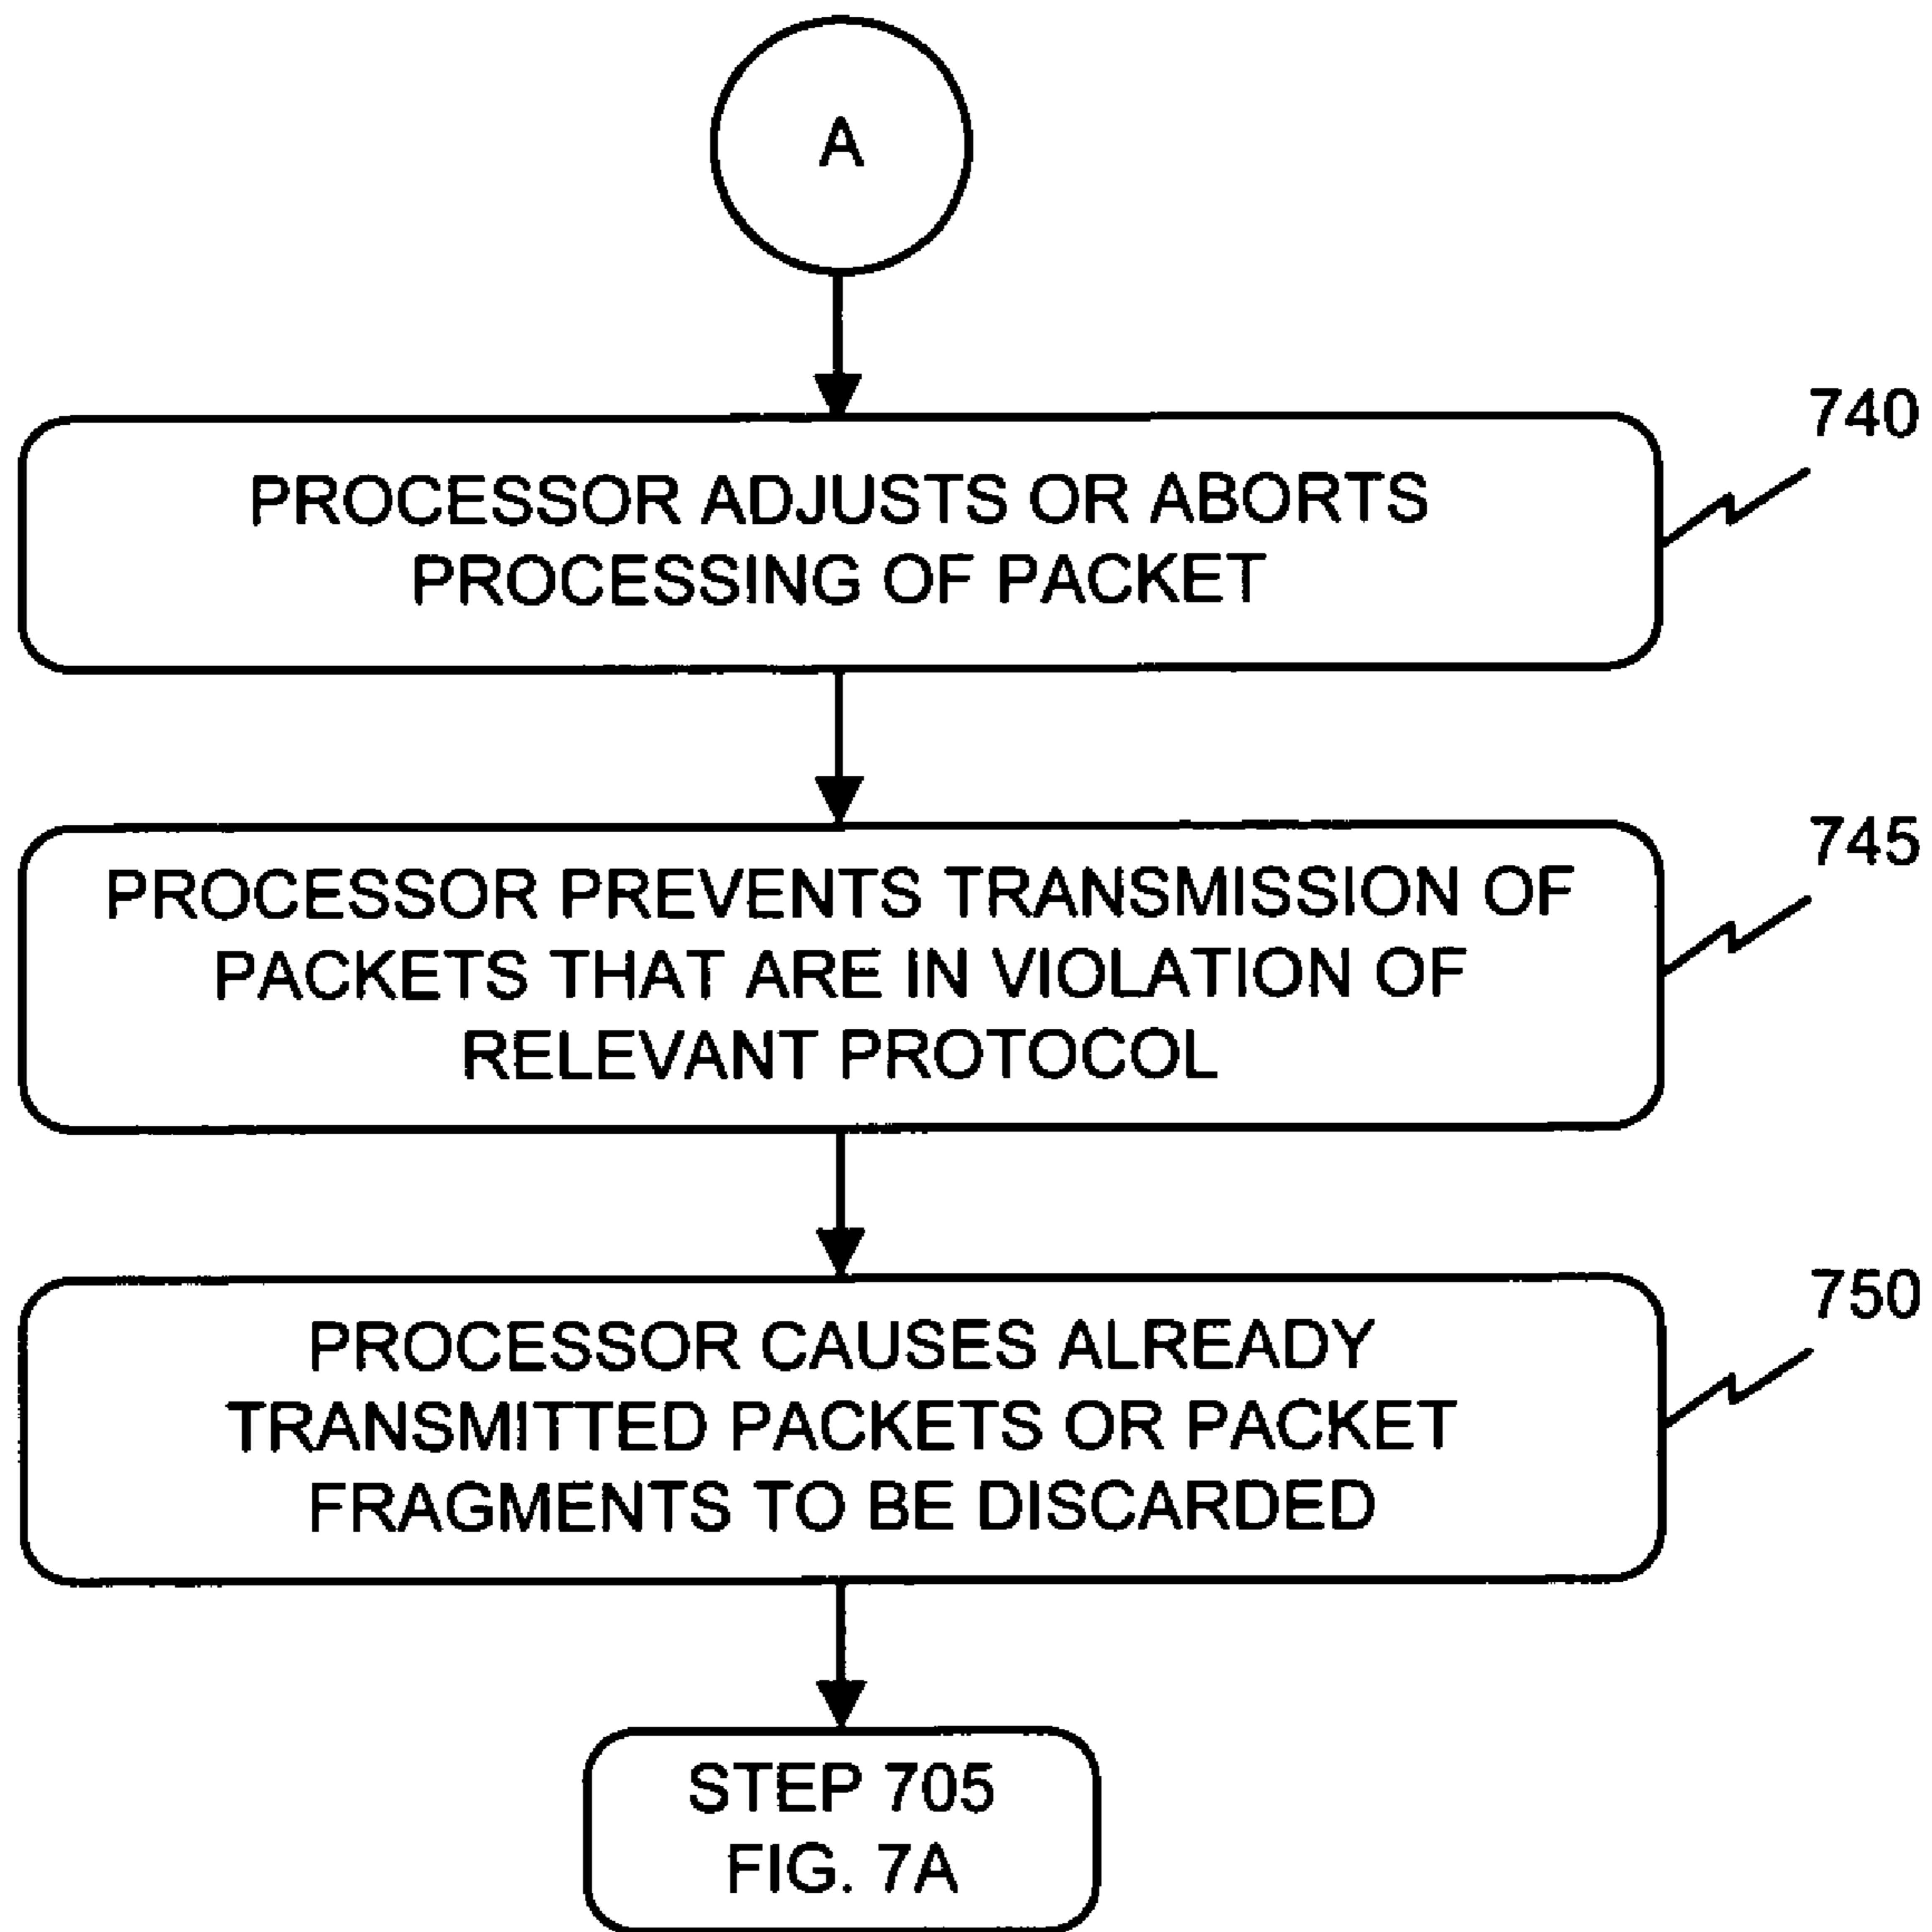 A
740
PROCESSOR ADJUSTS OR ABORTS
PROCESSING OF PACKET
745
PROCESSOR PREVENTS TRANSMISSION OF
PACKETS THAT ARE IN VIOLATION OF
RELEVANT PROTOCOL
750
PROCESSOR CAUSES ALREADY
TRANSMITTED PACKETS OR PACKET
FRAGMENTS TO BE DISCARDED
STEP 705
FIG. 7A